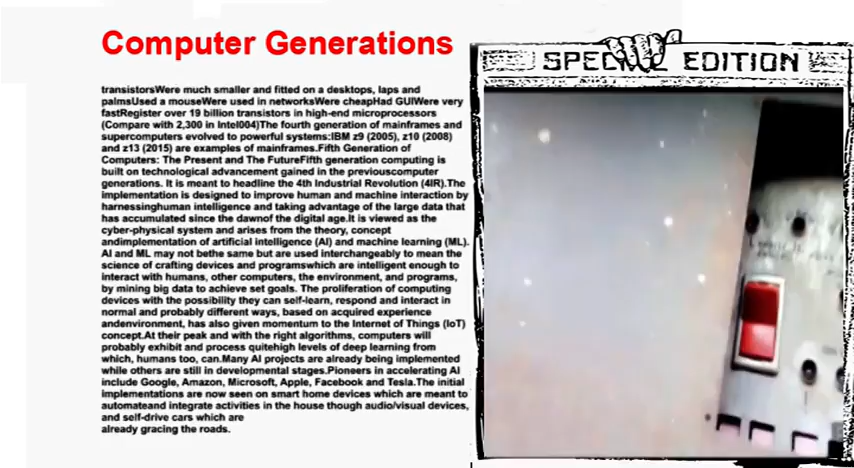 Computer Generations
SPECIAL EDITION
transistorsWere much smaller and fitted on a desktops, laps and
palmsUsed a mouseWere used in networksWere cheapHad GUIWere very
fastRegister over 19 billion transistors in high-end microprocessors
(Compare with 2,300 in Intel004)The fourth generation of mainframes and
supercomputers evolved to powerful systems:IBM z9 (2005), z10 (2008)
and z13 (2015) are examples of mainframes.Fifth Generation of
Computers: The Present and The FutureFifth generation computing is
built on technological advancement gained in the previouscomputer
generations. It is meant to headline the 4th Industrial Revolution (4IR).The
implementation is designed to improve human and machine interaction by
harnessinghuman intelligence and taking advantage of the large data that
has accumulated since the dawnof the digital age.It is viewed as the
cyber-physical system and arises from the theory, concept
andimplementation of artificial intelligence (AI) and machine learning (ML).
AI and ML may not bethe same but are used interchangeably to mean the
science of crafting devices and programswhich are intelligent enough to
interact with humans, other computers, the environment, and programs,
by mining big data to achieve set goals. The proliferation of computing
devices with the possibility they can self-learn, respond and interact in
normal and probably different ways, based on acquired experience
andenvironment, has also given momentum to the Internet of Things (IoT)
concept.At their peak and with the right algorithms, computers will
probably exhibit and process quitehigh levels of deep learning from
which, humans too, can.Many AI projects are already being implemented
while others are still in developmental stages.Pioneers in accelerating AI
include Google, Amazon, Microsoft, Apple, Facebook and Tesla.The initial
implementations are now seen on smart home devices which are meant to
automateand integrate activities in the house though audio/visual devices,
and self-drive cars which are
already gracing the roads.